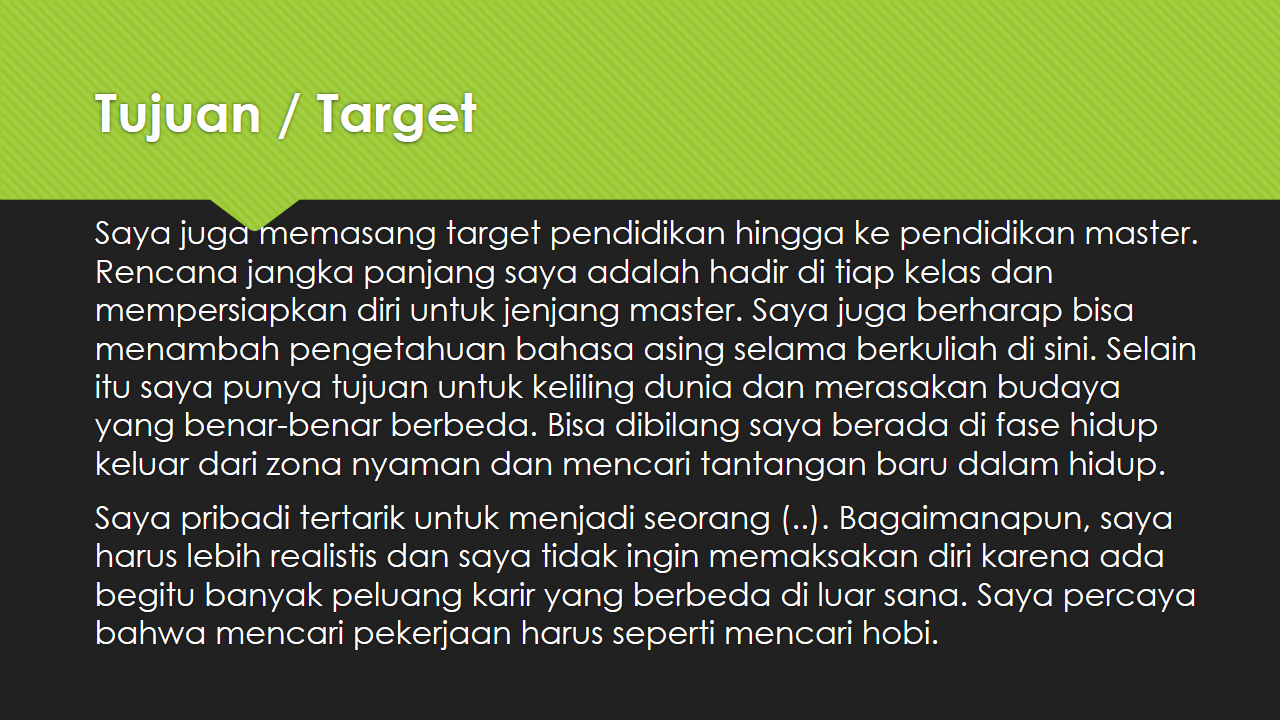 Tujuan / Target
Saya juga memasang target pendidikan hingga ke pendidikan master.
Rencana jangka panjang saya adalah hadir di tiap kelas dan
mempersiapkan diri untuk jenjang master. Saya juga berharap bisa
menambah pengetahuan bahasa asing selama berkuliah di sini. Selain
itu saya punya tujuan untuk keliling dunia dan merasakan budaya
yang benar-benar berbeda. Bisa dibilang saya berada di fase hidup
keluar dari zona nyaman dan mencari tantangan baru dalam hidup.
Saya pribadi tertarik untuk menjadi seorang (..). Bagaimanapun, saya
harus lebih realistis dan saya tidak ingin memaksakan diri karena ada
begitu banyak peluang karir yang berbeda di luar sana. Saya percaya
bahwa mencari pekerjaan harus seperti mencari hobi.